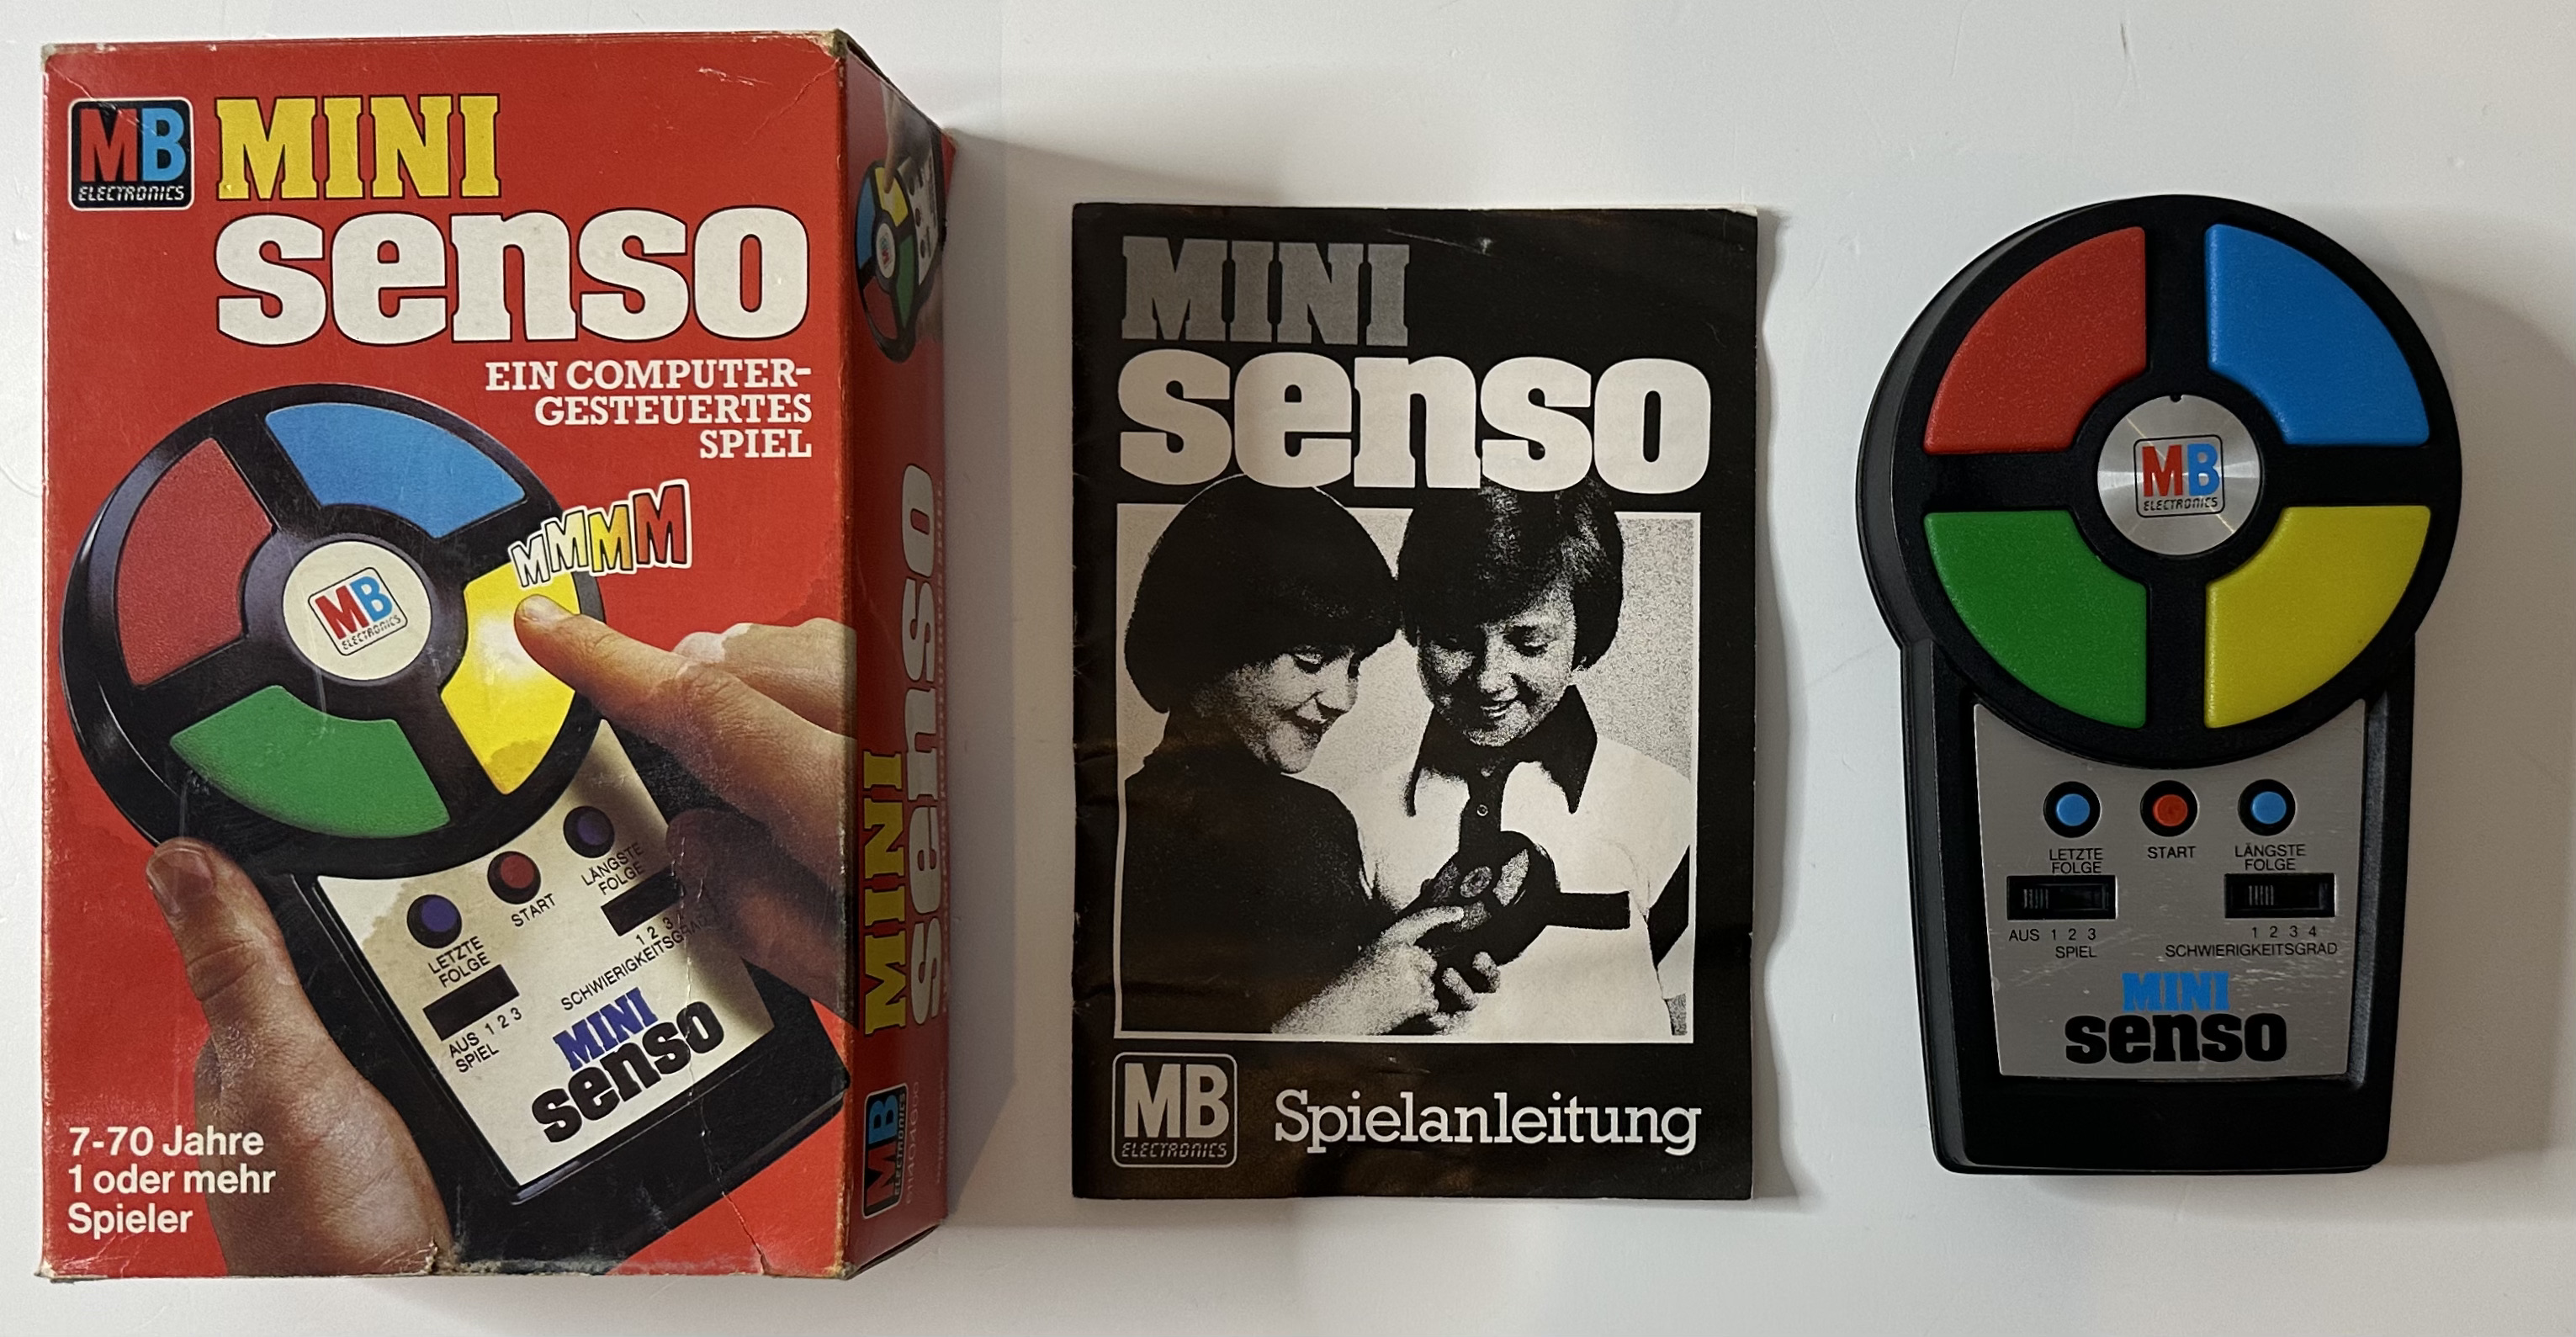 MB
ELECTRONICS
MINI
senso
EIN COMPUTER-
GESTEUERTES
SPIEL
MMMM
MB
ELECTRONICS
LETZTE
FOLGE
START
LÄNGSTE
FOLGE
AUS 1 2 3
SPIEL
1 2 3
SCHWIERIGKEITSGRAD
MINI
senso
7-70 Jahre
1 oder mehr
Spieler
MINI
senso
MB
ELECTRONICS
MINI
senso
MB
ELECTRONICS
Spielanleitung
MB
ELECTRONICS
LETZTE
FOLGE
START
LÄNGSTE
FOLGE
AUS 1 2 3
SPIEL
1 2 3 4
SCHWIERIGKEITSGRAD
MINI
senso